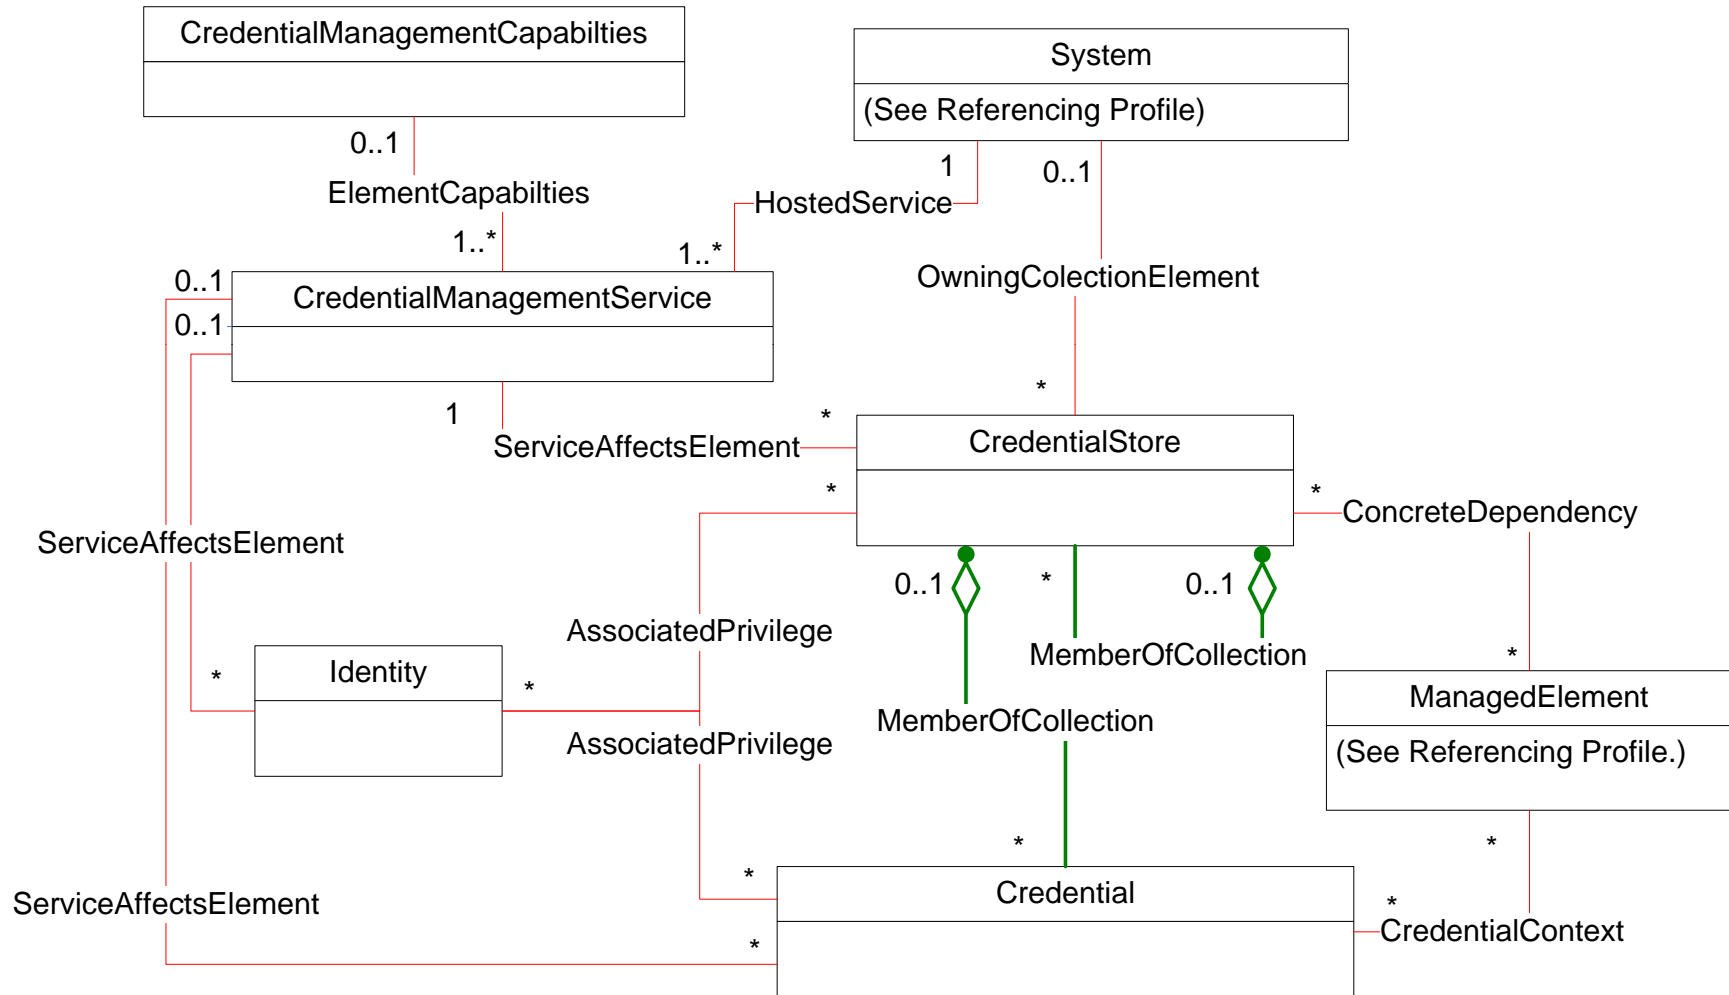 CredentialManagementCapabilties
System
(See Referencing Profile)
0..1
1
0..1
ElementCapabilties
HostedService
1..*
1..*
0..1
OwningColectionElement
CredentialManagementService
0..1
*
1
*
ServiceAffectsElement
CredentialStore
*
*
ConcreteDependency
ServiceAffectsElement
0..1
*
0..1
AssociatedPrivilege
MemberOfCollection
*
Identity
*
*
ManagedElement
MemberOfCollection
AssociatedPrivilege
(See Referencing Profile.)
*
*
*
Credential
*
ServiceAffectsElement
CredentialContext
*